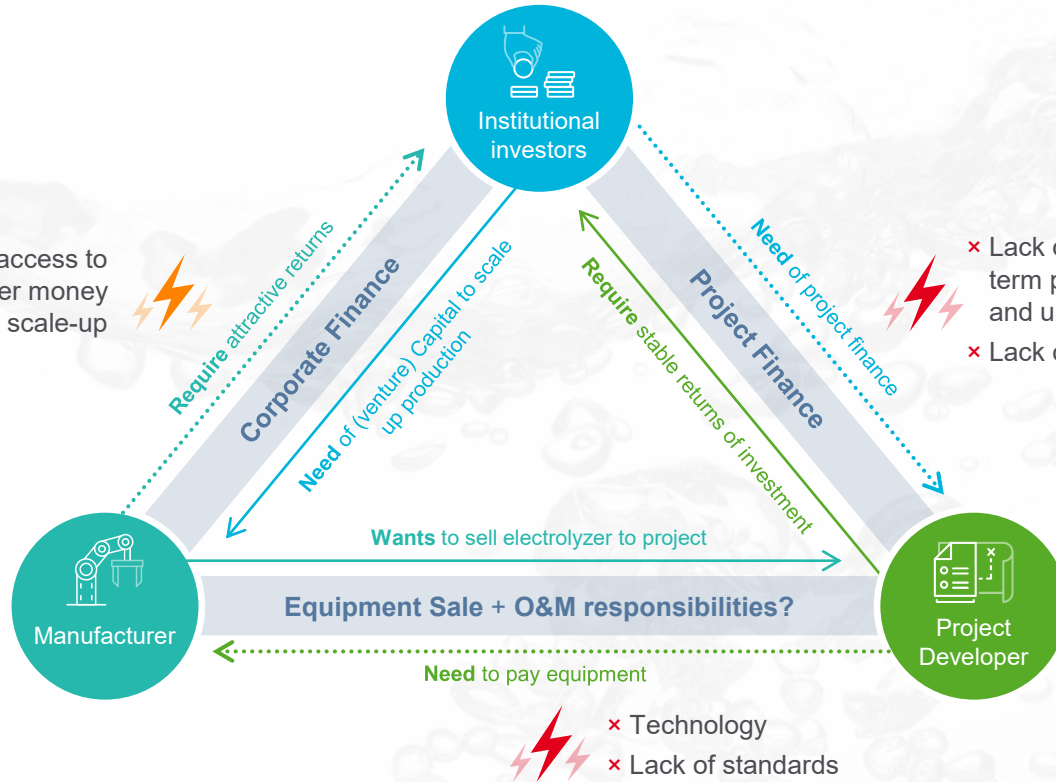 Institutional
investors
access to
er money
scale-up
Require attractive returns
Corporate Finance
Need of (venture) Capital to scale
up production
Require stable returns of investment
Project Finance
Need of project finance
× Lack
term
and
× Lack
Wants to sell electrolyzer to project
Manufacturer
Equipment Sale + O&M responsibilities?
Project
Developer
Need to pay equipment
× Technology
× Lack of standards